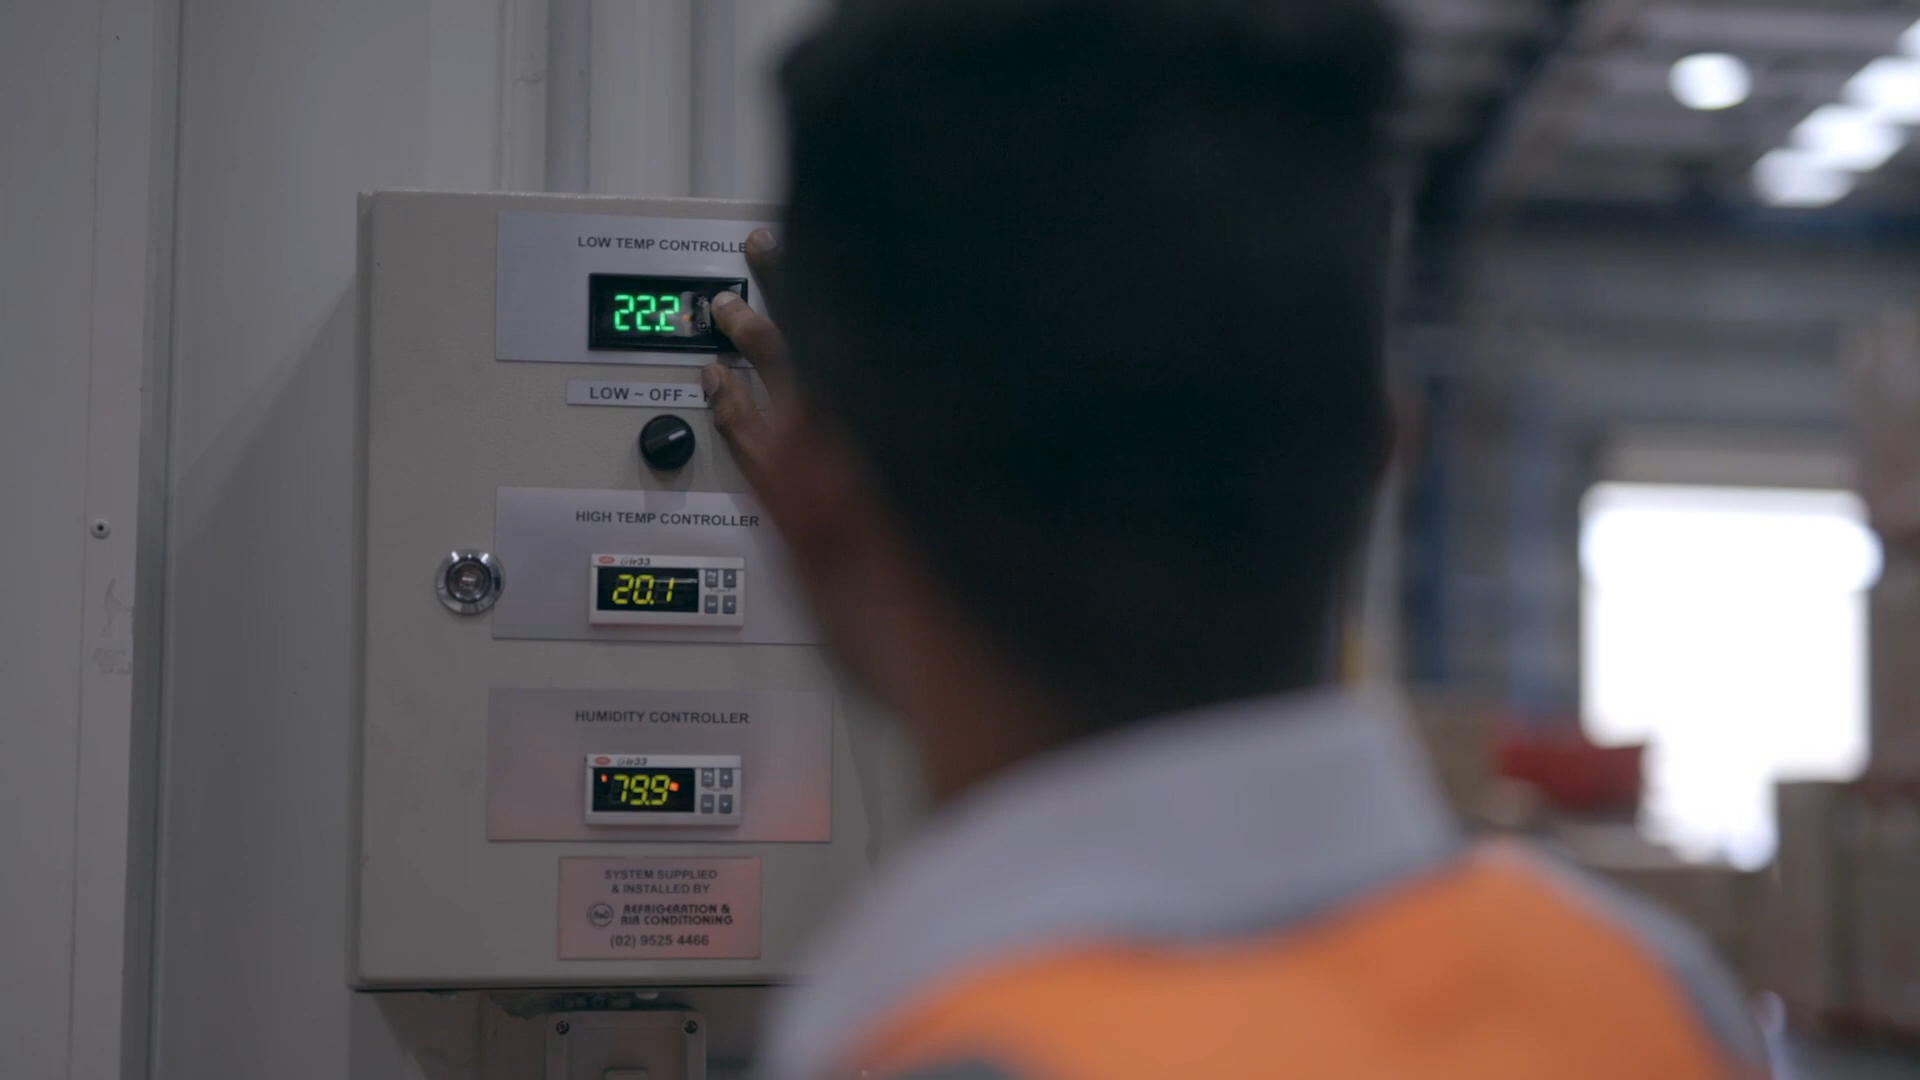 LOW TEMP CONTROLLE
22.2
LOW ~ OFF ~
HIGH TEMP CONTROLLER
ir33
20.1
HUMIDITY CONTROLLER
ir33
79.9
SYSTEM SUPPLIED
& INSTALLED BY
REFRIGERATION &
AIR CONDITIONING
(02) 9525 4466